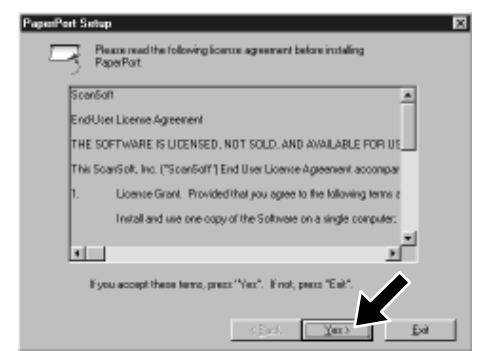 PaperPort Setup
Please read the following license agreement before installing
PaperPort
ScanSoft
End-User License Agreement
THE SOFTWARE IS LICENSED, NOT SOLD, AND AVAILABLE FOR US
This ScanSoft, Inc. ("ScanSoft") End User License Agreement accompan
1. License Grant. Provided that you agree to the following terms a
Install and use one copy of the Software on a single computer;
If you accept these terms, press "Yes". If not, press "Exit".
< Back Yes > Exit